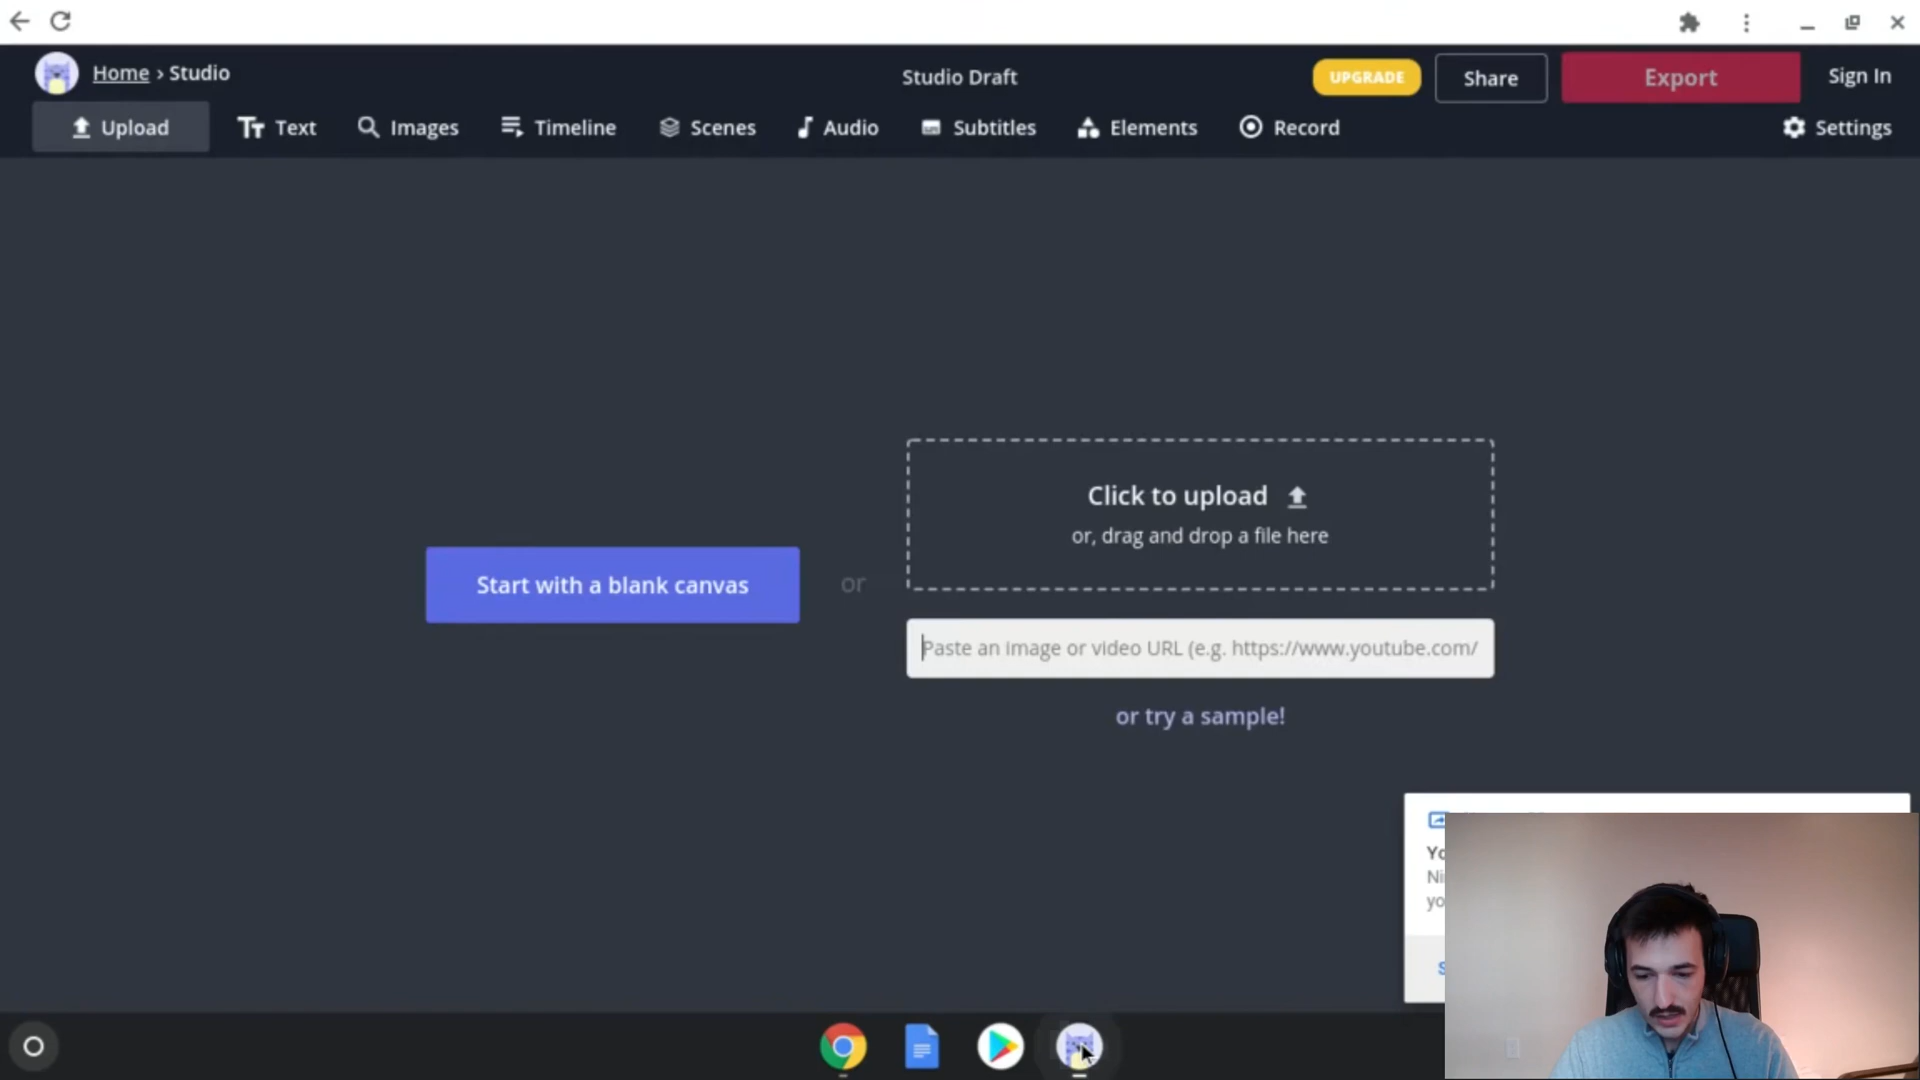 Home › Studio
Studio Draft
UPGRADE
Share
Export
Sign In
Upload
Text
Images
Timeline
Scenes
Audio
Subtitles
Elements
Record
Settings
Click to upload
or, drag and drop a file here
Start with a blank canvas
or
Paste an image or video URL (e.g. https://www.youtube.com/
or try a sample!